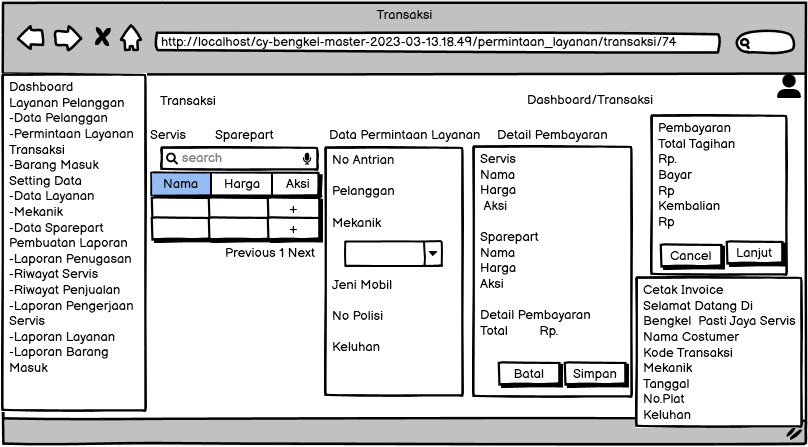 Transaksi
http://localhost/cy-bengkel-master-2023-03-13.18.49/permintaan_layanan/transaksi/74
Dashboard
Layanan Pelanggan
-Data Pelanggan
-Permintaan Layanan
Transaksi
-Barang Masuk
Setting Data
-Data Layanan
-Mekanik
-Data Sparepart
Pembuatan Laporan
-Laporan Penugasan
-Riwayat Servis
-Riwayat Penjualan
-Laporan Pengerjaan
Servis
-Laporan Layanan
-Laporan Barang
Masuk
Transaksi
Dashboard/Transaksi
Servis Sparepart
search
Nama Harga Aksi
+
+
Previous 1 Next
Data Permintaan Layanan
No Antrian
Pelanggan
Mekanik
Jeni Mobil
No Polisi
Keluhan
Detail Pembayaran
Servis
Nama
Harga
Aksi
Sparepart
Nama
Harga
Aksi
Detail Pembayaran
Total Rp.
Batal Simpan
Pembayaran
Total Tagihan
Rp.
Bayar
Rp
Kembalian
Rp
Cancel Lanjut
Cetak Invoice
Selamat Datang Di
Bengkel Pasti Jaya Servis
Nama Costumer
Kode Transaksi
Mekanik
Tanggal
No.Plat
Keluhan